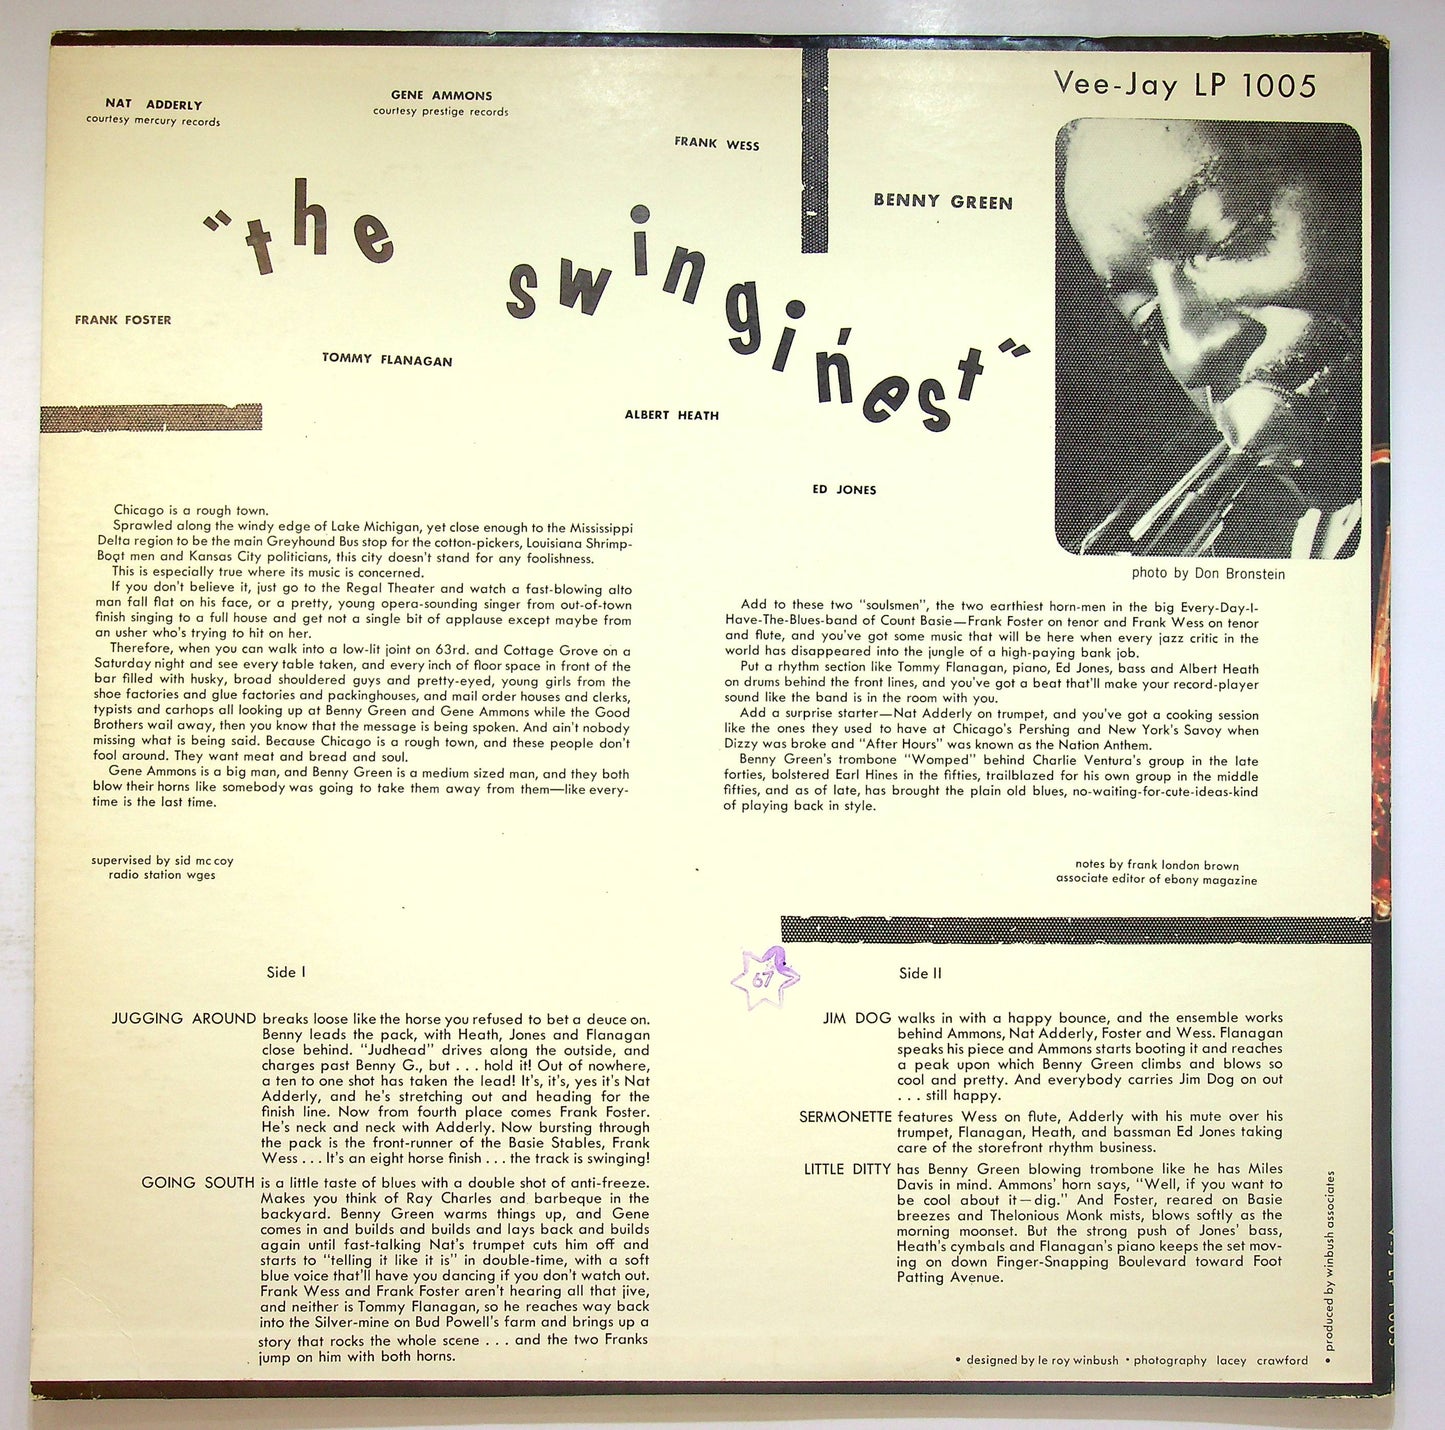 Vee-Jay LP 1005
NAT ADDERLY
courtesy mercury records
GENE AMMONS
courtesy prestige records
FRANK WESS
BENNY GREEN
"the swingin'est"
FRANK FOSTER
TOMMY FLANAGAN
ALBERT HEATH
ED JONES
photo by Don Bronstein
Chicago is a rough town.
Sprawled along the windy edge of Lake Michigan, yet close enough to the Mississippi
Delta region to be the main Greyhound Bus stop for the cotton-pickers, Louisiana Shrimp-
Boat men and Kansas City politicians, this city doesn't stand for any foolishness.
This is especially true where its music is concerned.
If you don't believe it, just go to the Regal Theater and watch a fast-blowing alto
man fall flat on his face, or a pretty, young opera-sounding singer from out-of-town
finish singing to a full house and get not a single bit of applause except maybe from
an usher who's trying to hit on her.
Therefore, when you can walk into a low-lit joint on 63rd. and Cottage Grove on a
Saturday night and see every table taken, and every inch of floor space in front of the
bar filled with husky, broad shouldered guys and pretty-eyed, young girls from the
shoe factories and glue factories and packinghouses, and mail order houses and clerks,
typists and carhops all looking up at Benny Green and Gene Ammons while the Good
Brothers wail away, then you know that the message is being spoken. And ain't nobody
missing what is being said. Because Chicago is a rough town, and these people don't
fool around. They want meat and bread and soul.
Gene Ammons is a big man, and Benny Green is a medium sized man, and they both
blow their horns like somebody was going to take them away from them—like every-
time is the last time.
Add to these two "soulsmen", the two earthiest horn-men in the big Every-Day-I-
Have-The-Blues-band of Count Basie—Frank Foster on tenor and Frank Wess on tenor
and flute, and you've got some music that will be here when every jazz critic in the
world has disappeared into the jungle of a high-paying bank job.
Put a rhythm section like Tommy Flanagan, piano, Ed Jones, bass and Albert Heath
on drums behind the front lines, and you've got a beat that'll make your record-player
sound like the band is in the room with you.
Add a surprise starter—Nat Adderly on trumpet, and you've got a cooking session
like the ones they used to have at Chicago's Pershing and New York's Savoy when
Dizzy was broke and "After Hours" was known as the Nation Anthem.
Benny Green's trombone "Womped" behind Charlie Ventura's group in the late
forties, bolstered Earl Hines in the fifties, trailblazed for his own group in the middle
fifties, and as of late, has brought the plain old blues, no-waiting-for-cute-ideas-kind
of playing back in style.
supervised by sid mc coy
radio station wges
notes by frank london brown
associate editor of ebony magazine
67
Side I
JUGGING AROUND breaks loose like the horse you refused to bet a deuce on.
Benny leads the pack, with Heath, Jones and Flanagan
close behind. "Judhead" drives along the outside, and
charges past Benny G., but . . . hold it! Out of nowhere,
a ten to one shot has taken the lead! It's, it's, yes it's Nat
Adderly, and he's stretching out and heading for the
finish line. Now from fourth place comes Frank Foster.
He's neck and neck with Adderly. Now bursting through
the pack is the front-runner of the Basie Stables, Frank
Wess . . . It's an eight horse finish . . . the track is swinging!
GOING SOUTH is a little taste of blues with a double shot of anti-freeze.
Makes you think of Ray Charles and barbeque in the
backyard. Benny Green warms things up, and Gene
comes in and builds and builds and lays back and builds
again until fast-talking Nat's trumpet cuts him off and
starts to "telling it like it is" in double-time, with a soft
blue voice that'll have you dancing if you don't watch out.
Frank Wess and Frank Foster aren't hearing all that jive,
and neither is Tommy Flanagan, so he reaches way back
into the Silver-mine on Bud Powell's farm and brings up a
story that rocks the whole scene . . . and the two Franks
jump on him with both horns.
Side II
JIM DOG walks in with a happy bounce, and the ensemble works
behind Ammons, Nat Adderly, Foster and Wess. Flanagan
speaks his piece and Ammons starts booting it and reaches
a peak upon which Benny Green climbs and blows so
cool and pretty. And everybody carries Jim Dog on out
. . . still happy.
SERMONETTE features Wess on flute, Adderly with his mute over his
trumpet, Flanagan, Heath, and bassman Ed Jones taking
care of the storefront rhythm business.
LITTLE DITTY has Benny Green blowing trombone like he has Miles
Davis in mind. Ammons' horn says, "Well, if you want to
be cool about it—dig." And Foster, reared on Basie
breezes and Thelonious Monk mists, blows softly as the
morning moonset. But the strong push of Jones' bass,
Heath's cymbals and Flanagan's piano keeps the set mov-
ing on down Finger-Snapping Boulevard toward Foot
Patting Avenue.
• designed by le roy winbush • photography lacey crawford •
produced by winbush associates